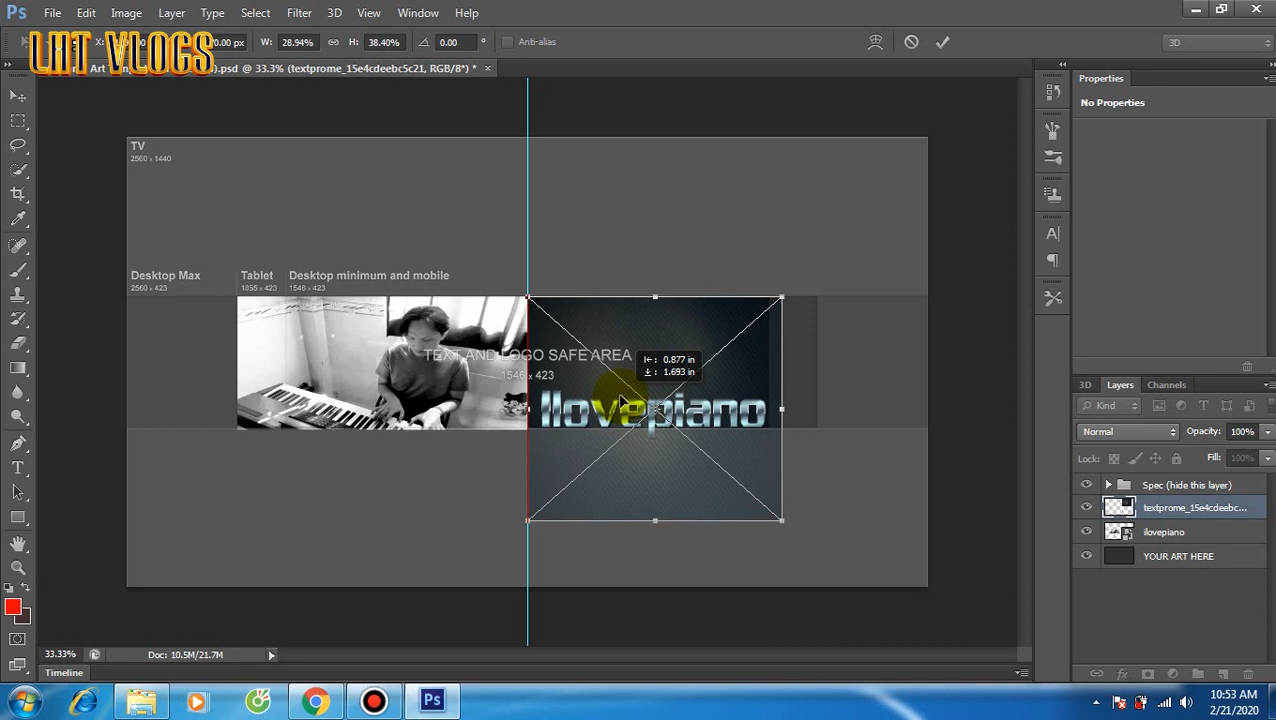 Ps File Edit Image Layer Type Select Filter 3D View Window Help
LHT VLOGS
X: W: 28.94% H: 38.40% 0.00 ° Anti-alias 3D
Art .psd @ 33.3% (textprome_15e4cdeebc5c21, RGB/8*) * ×
Properties
No Properties
TV
2560 x 1440
Desktop Max
2560 x 423
Tablet
1855 x 423
Desktop minimum and mobile
1546 x 423
TEXT AND LOGO SAFE AREA
1546 x 423
0.877 in
1.693 in
Ilovepiano
3D Layers Channels
Kind
Normal Opacity: 100%
Lock: Fill: 100%
Spec (hide this layer)
textprome_15e4cdeebc...
ilovepiano
YOUR ART HERE
33.33% Doc: 10.5M/21.7M
Timeline
10:53 AM
2/21/2020